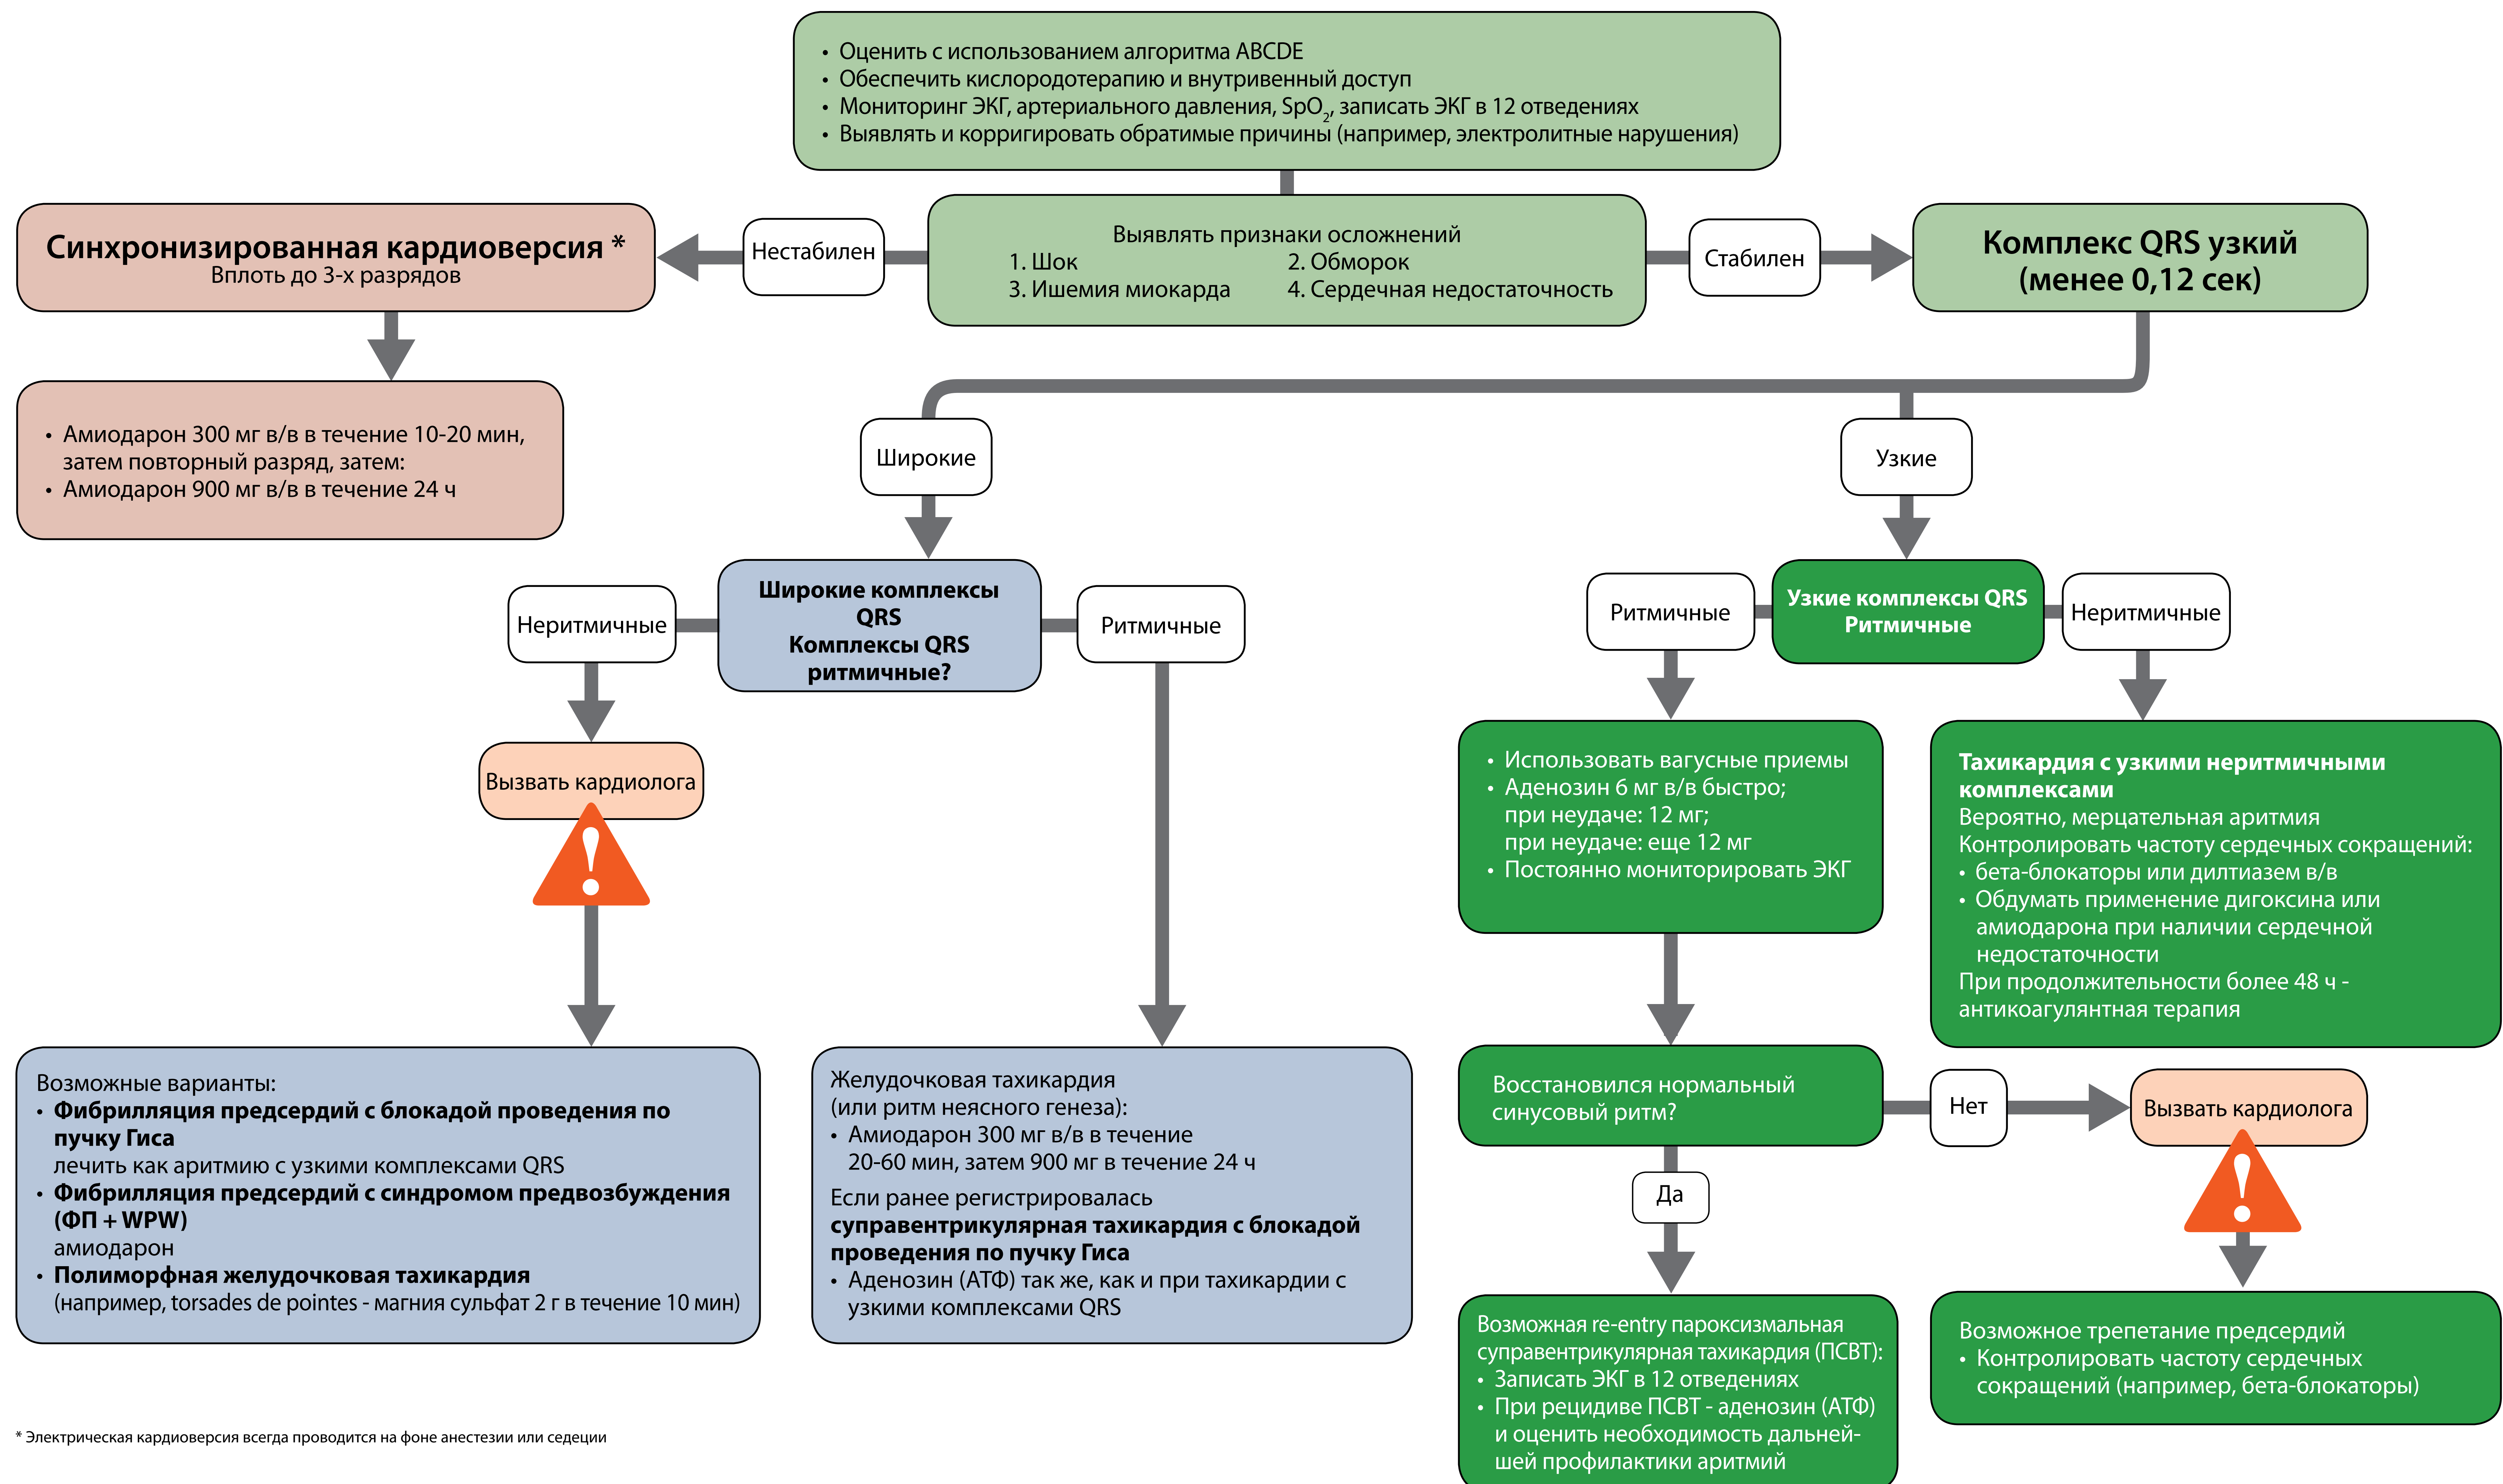 • Оценить с использованием алгоритма ABCDE
• Обеспечить кислородотерапию и внутривенный доступ
• Мониторинг ЭКГ, артериального давления, SpO₂, записать ЭКГ в 12 отведениях
• Выявлять и корригировать обратимые причины (например, электролитные нарушения)
Синхронизированная кардиоверсия *
Вплоть до 3-х разрядов
Нестабилен
Выявлять признаки осложнений
1. Шок 2. Обморок
3. Ишемия миокарда 4. Сердечная недостаточность
Стабилен
Комплекс QRS узкий
(менее 0,12 сек)
• Амиодарон 300 мг в/в в течение 10-20 мин,
затем повторный разряд, затем:
• Амиодарон 900 мг в/в в течение 24 ч
Широкие
Узкие
Неритмичные
Широкие комплексы
QRS
Комплексы QRS
ритмичные?
Ритмичные
Ритмичные
Узкие комплексы QRS
Ритмичные
Неритмичные
Вызвать кардиолога
!
• Использовать вагусные приемы
• Аденозин 6 мг в/в быстро;
при неудаче: 12 мг;
при неудаче: еще 12 мг
• Постоянно мониторировать ЭКГ
Тахикардия с узкими неритмичными
комплексами
Вероятно, мерцательная аритмия
Контролировать частоту сердечных сокращений:
• бета-блокаторы или дилтиазем в/в
• Обдумать применение дигоксина или
амиодарона при наличии сердечной
недостаточности
При продолжительности более 48 ч -
антикоагулянтная терапия
Возможные варианты:
• Фибрилляция предсердий с блокадой проведения по
пучку Гиса
лечить как аритмию с узкими комплексами QRS
• Фибрилляция предсердий с синдромом предвозбуждения
(ФП + WPW)
амиодарон
• Полиморфная желудочковая тахикардия
(например, torsades de pointes - магния сульфат 2 г в течение 10 мин)
Желудочковая тахикардия
(или ритм неясного генеза):
• Амиодарон 300 мг в/в в течение
20-60 мин, затем 900 мг в течение 24 ч
Если ранее регистрировалась
суправентрикулярная тахикардия с блокадой
проведения по пучку Гиса
• Аденозин (АТФ) так же, как и при тахикардии с
узкими комплексами QRS
Восстановился нормальный
синусовый ритм?
Нет
Вызвать кардиолога
!
Да
Возможная re-entry пароксизмальная
суправентрикулярная тахикардия (ПСВТ):
• Записать ЭКГ в 12 отведениях
• При рецидиве ПСВТ - аденозин (АТФ)
и оценить необходимость дальней-
шей профилактики аритмий
Возможное трепетание предсердий
• Контролировать частоту сердечных
сокращений (например, бета-блокаторы)
* Электрическая кардиоверсия всегда проводится на фоне анестезии или седеции